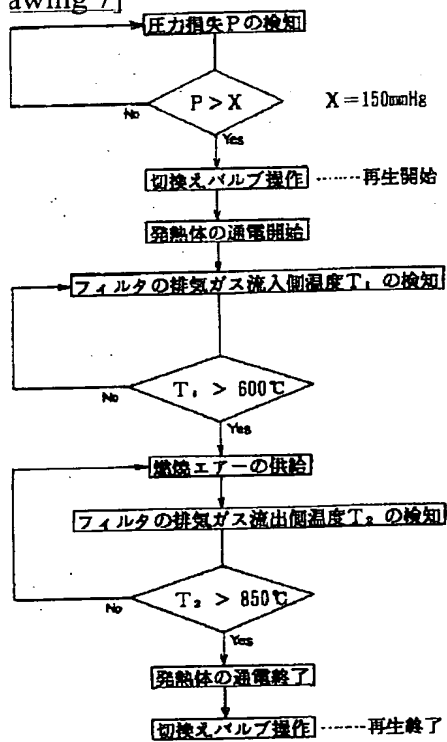 awing 7]
圧力損失Pの検知
P > X
X = 150mmHg
No
Yes
切換えバルブ操作 ……… 再生開始
発熱体の通電開始
フィルタの排気ガス流入側温度T₁ の検知
T₁ > 600℃
No
Yes
燃焼エアーの供給
フィルタの排気ガス流出側温度T₂ の検知
T₂ > 850℃
No
Yes
発熱体の通電終了
切換えバルブ操作 ……… 再生終了